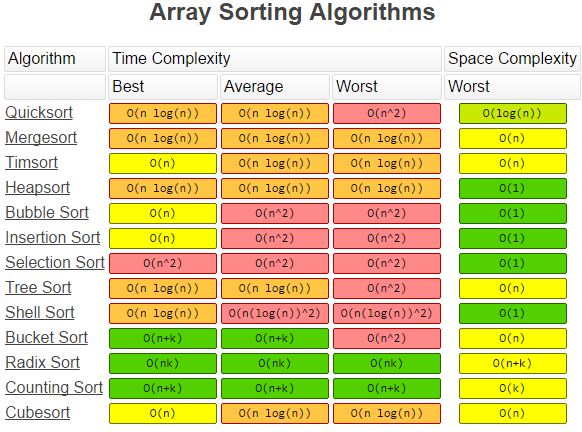 Array Sorting Algorithms
Algorithm Time Complexity Space Complexity
Best Average Worst Worst
Quicksort O(n log(n)) O(n log(n)) O(n^2) O(log(n))
Mergesort O(n log(n)) O(n log(n)) O(n log(n)) O(n)
Timsort O(n) O(n log(n)) O(n log(n)) O(n)
Heapsort O(n log(n)) O(n log(n)) O(n log(n)) O(1)
Bubble Sort O(n) O(n^2) O(n^2) O(1)
Insertion Sort O(n) O(n^2) O(n^2) O(1)
Selection Sort O(n^2) O(n^2) O(n^2) O(1)
Tree Sort O(n log(n)) O(n log(n)) O(n^2) O(n)
Shell Sort O(n log(n)) O(n(log(n))^2) O(n(log(n))^2) O(1)
Bucket Sort O(n+k) O(n+k) O(n^2) O(n)
Radix Sort O(nk) O(nk) O(nk) O(n+k)
Counting Sort O(n+k) O(n+k) O(n+k) O(k)
Cubesort O(n) O(n log(n)) O(n log(n)) O(n)